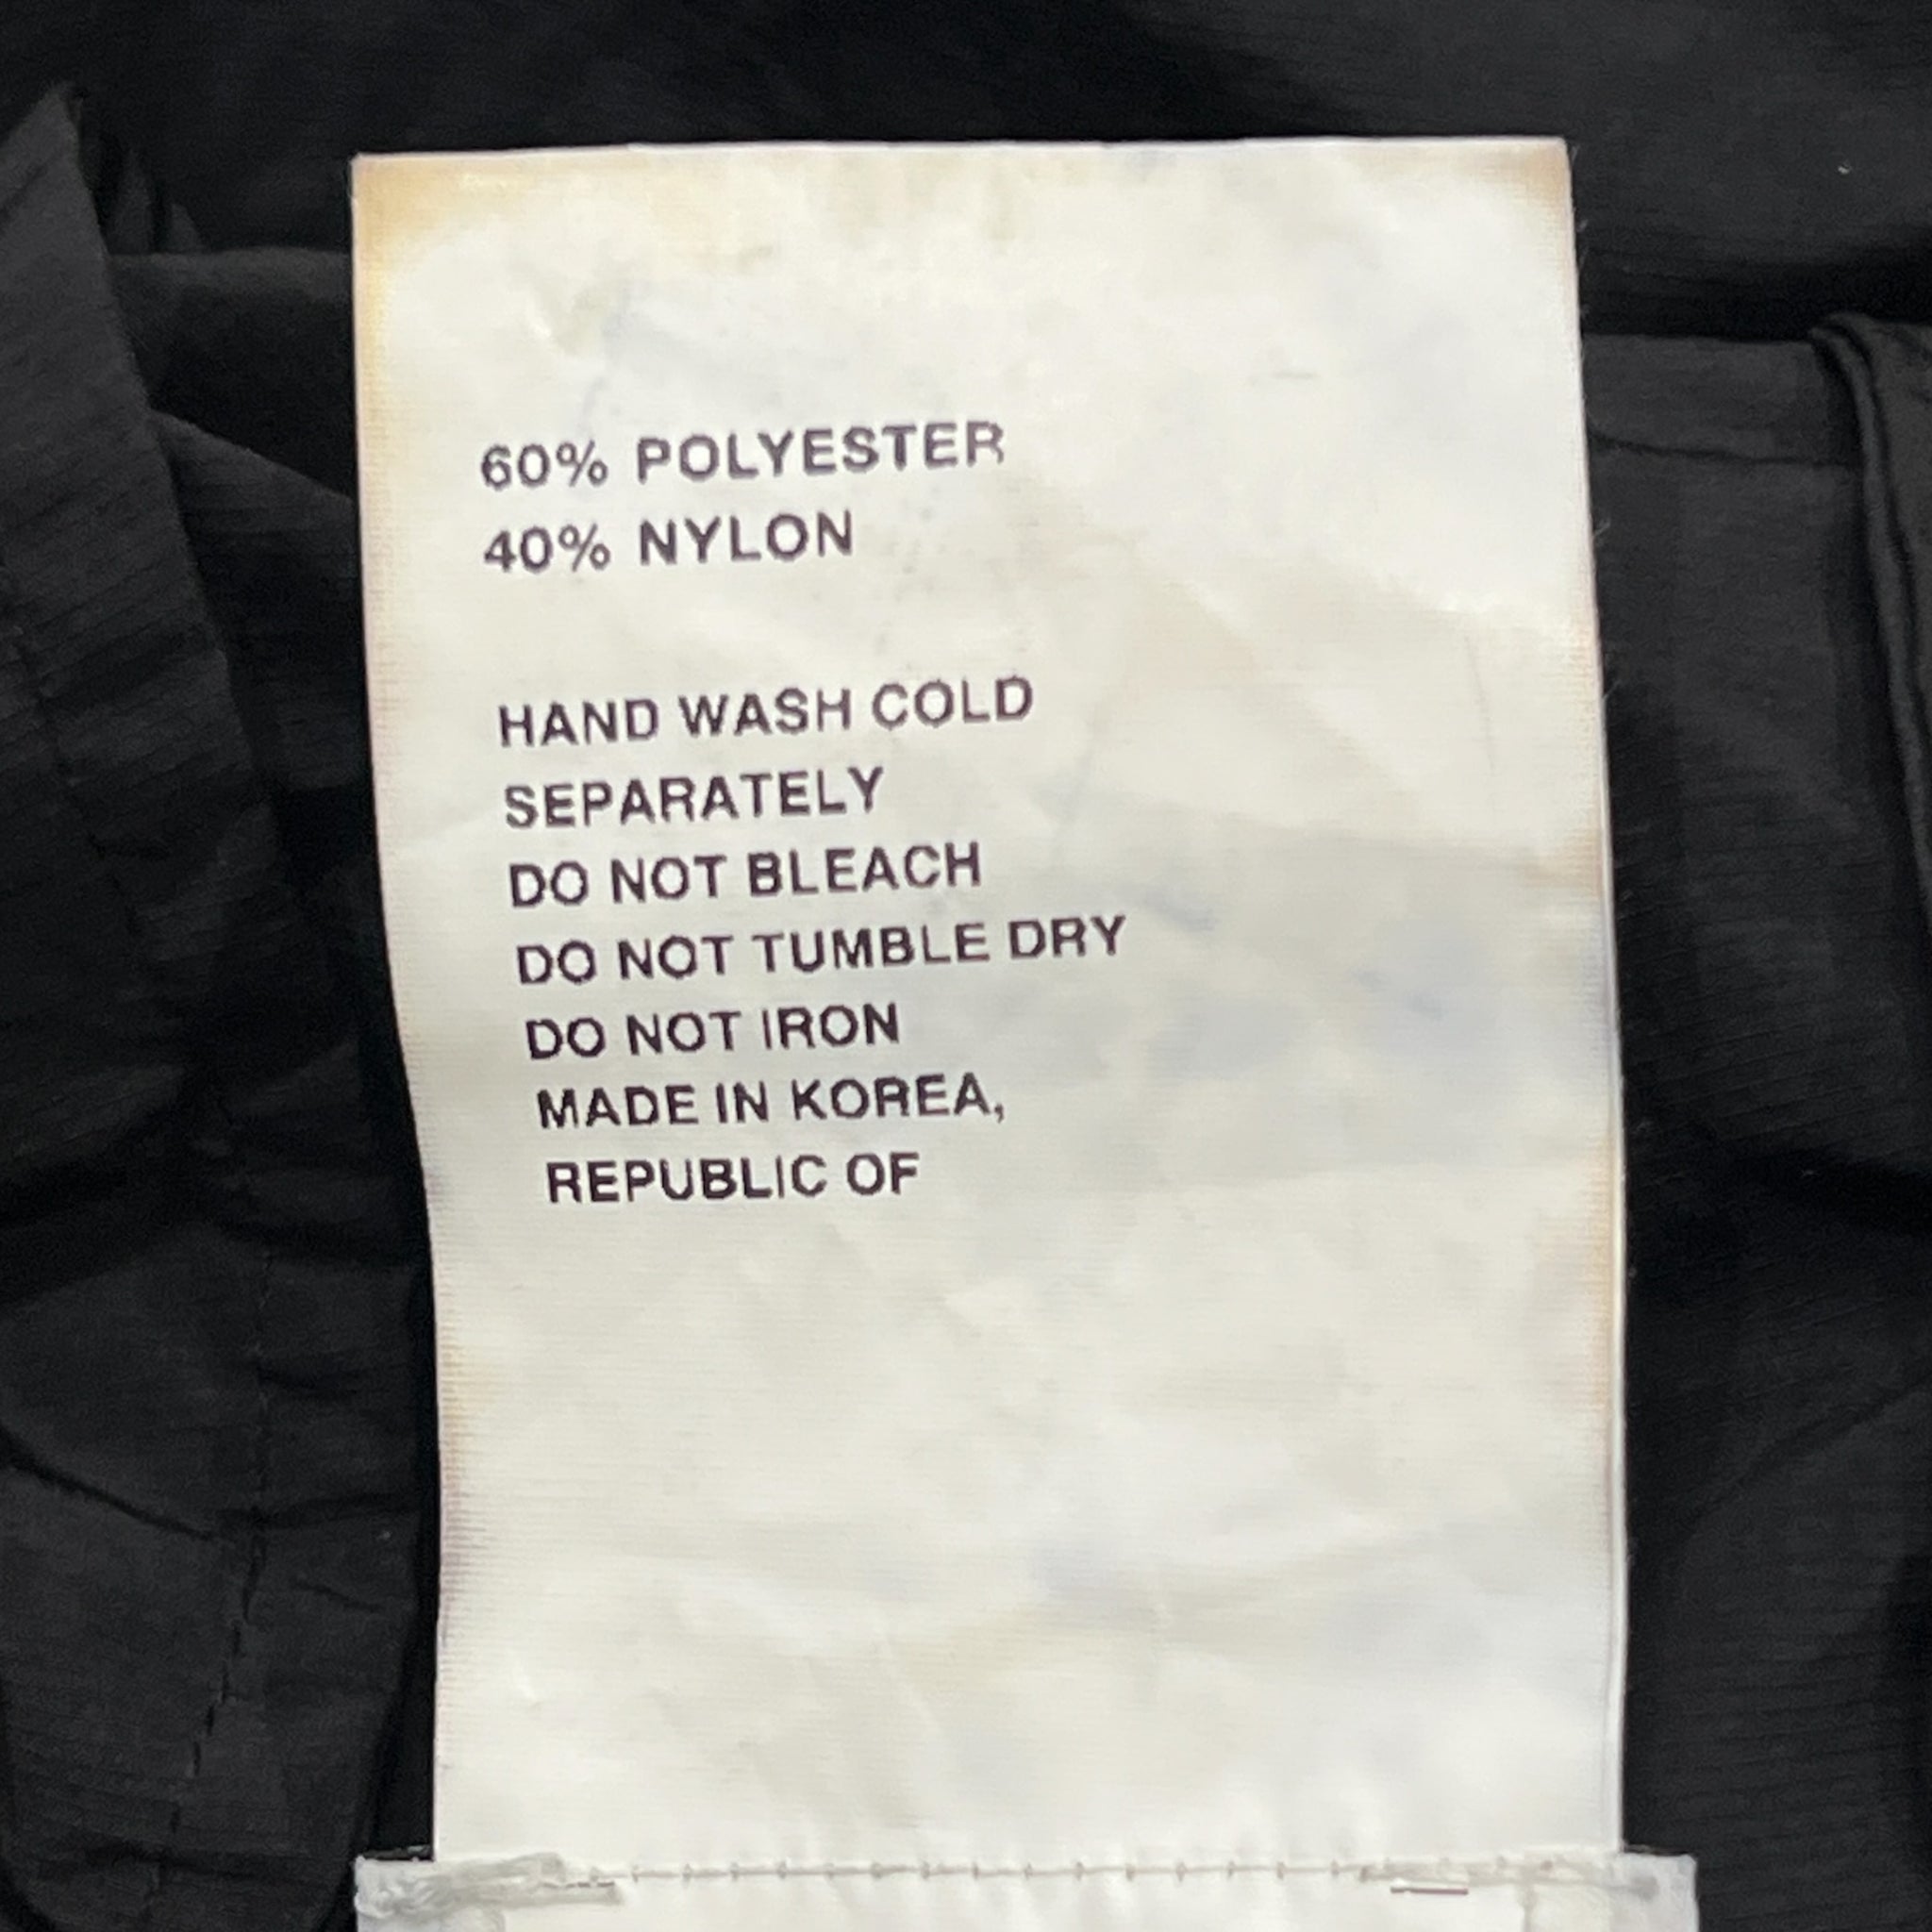 60% POLYESTER
40% NYLON
HAND WASH COLD
SEPARATELY
DO NOT BLEACH
DO NOT TUMBLE DRY
DO NOT IRON
MADE IN KOREA,
REPUBLIC OF